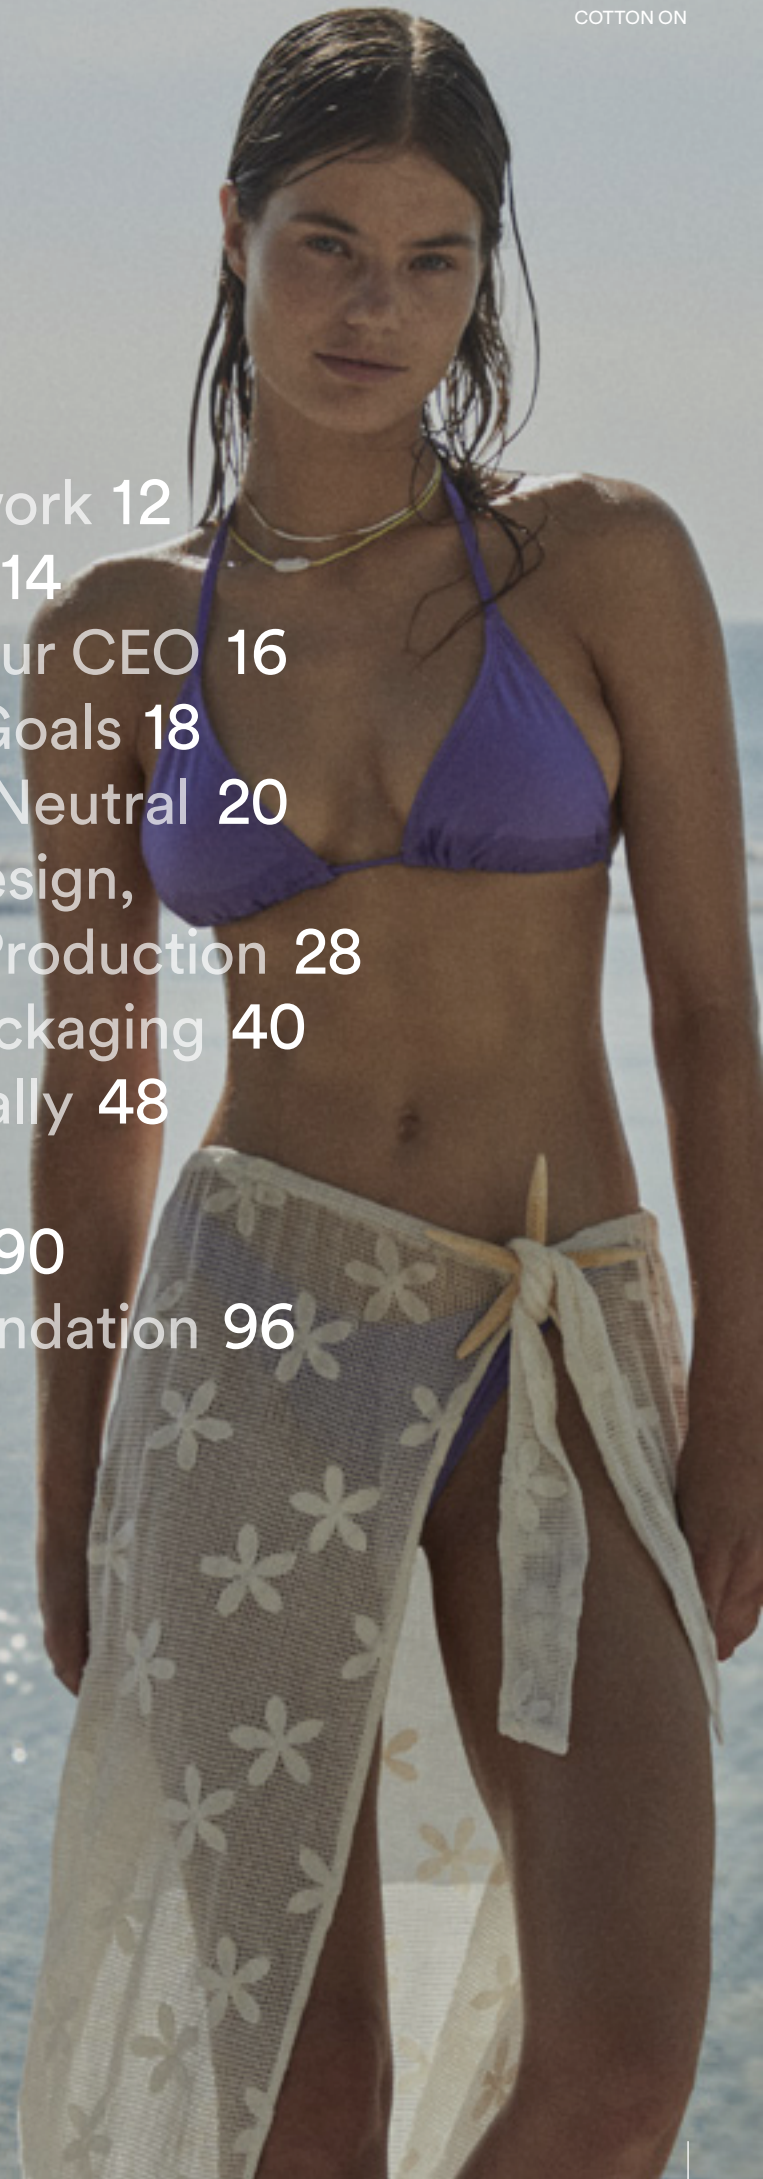 COTTON ON
ork 12
14
ur CEO 16
Goals 18
Neutral 20
esign,
Production 28
ckaging 40
ally 48
90
ndation 96